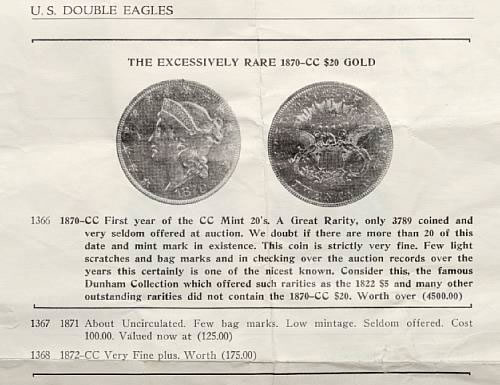 U. S. DOUBLE EAGLES
THE EXCESSIVELY RARE 1870-CC $20 GOLD
1870
1366 1870-CC First year of the CC Mint 20's. A Great Rarity, only 3789 coined and
very seldom offered at auction. We doubt if there are more than 20 of this
date and mint mark in existence. This coin is strictly very fine. Few light
scratches and bag marks and in checking over the auction records over the
years this certainly is one of the nicest known. Consider this, the famous
Dunham Collection which offered such rarities as the 1822 $5 and many other
outstanding rarities did not contain the 1870-CC $20. Worth over (4500.00)
1367 1871 About Uncirculated. Few bag marks. Low mintage. Seldom offered. Cost
100.00. Valued now at (125.00)
1368 1872-CC Very Fine plus. Worth (175.00)